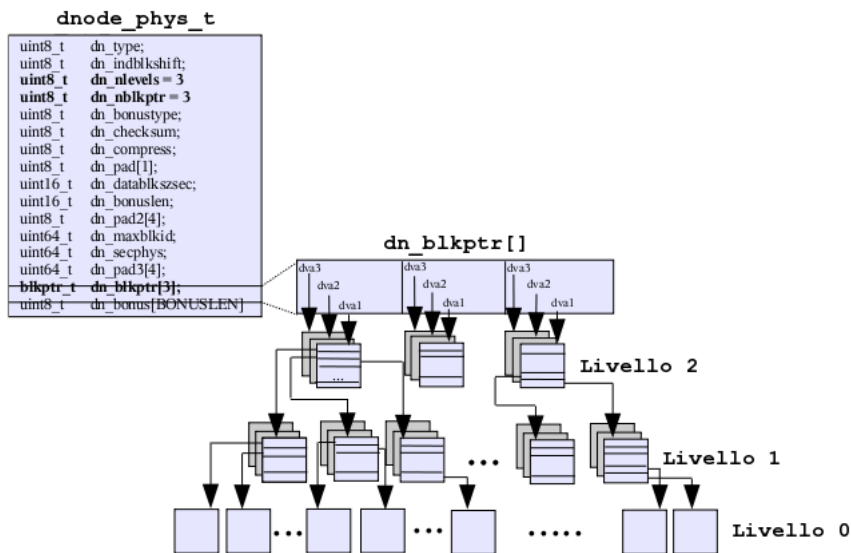 dnode_phys_t
uint8_t dn_type;
uint8_t dn_indblkshift;
uint8_t dn_nlevels = 3
uint8_t dn_nblkptr = 3
uint8_t dn_bonustype;
uint8_t dn_checksum;
uint8_t dn_compress;
uint8_t dn_pad[1];
uint16_t dn_datablkszsec;
uint16_t dn_bonuslen;
uint8_t dn_pad2[4];
uint64_t dn_maxblkid;
uint64_t dn_secphys;
uint64_t dn_pad3[4];
blkptr_t dn_blkptr[3];
uint8_t dn_bonus[BONUSLEN]
dn_blkptr[]
dva3 dva3 dva3
dva2 dva2 dva2
dva1 dva1 dva1
...
Livello 2
...
Livello 1
... ... .....
Livello 0